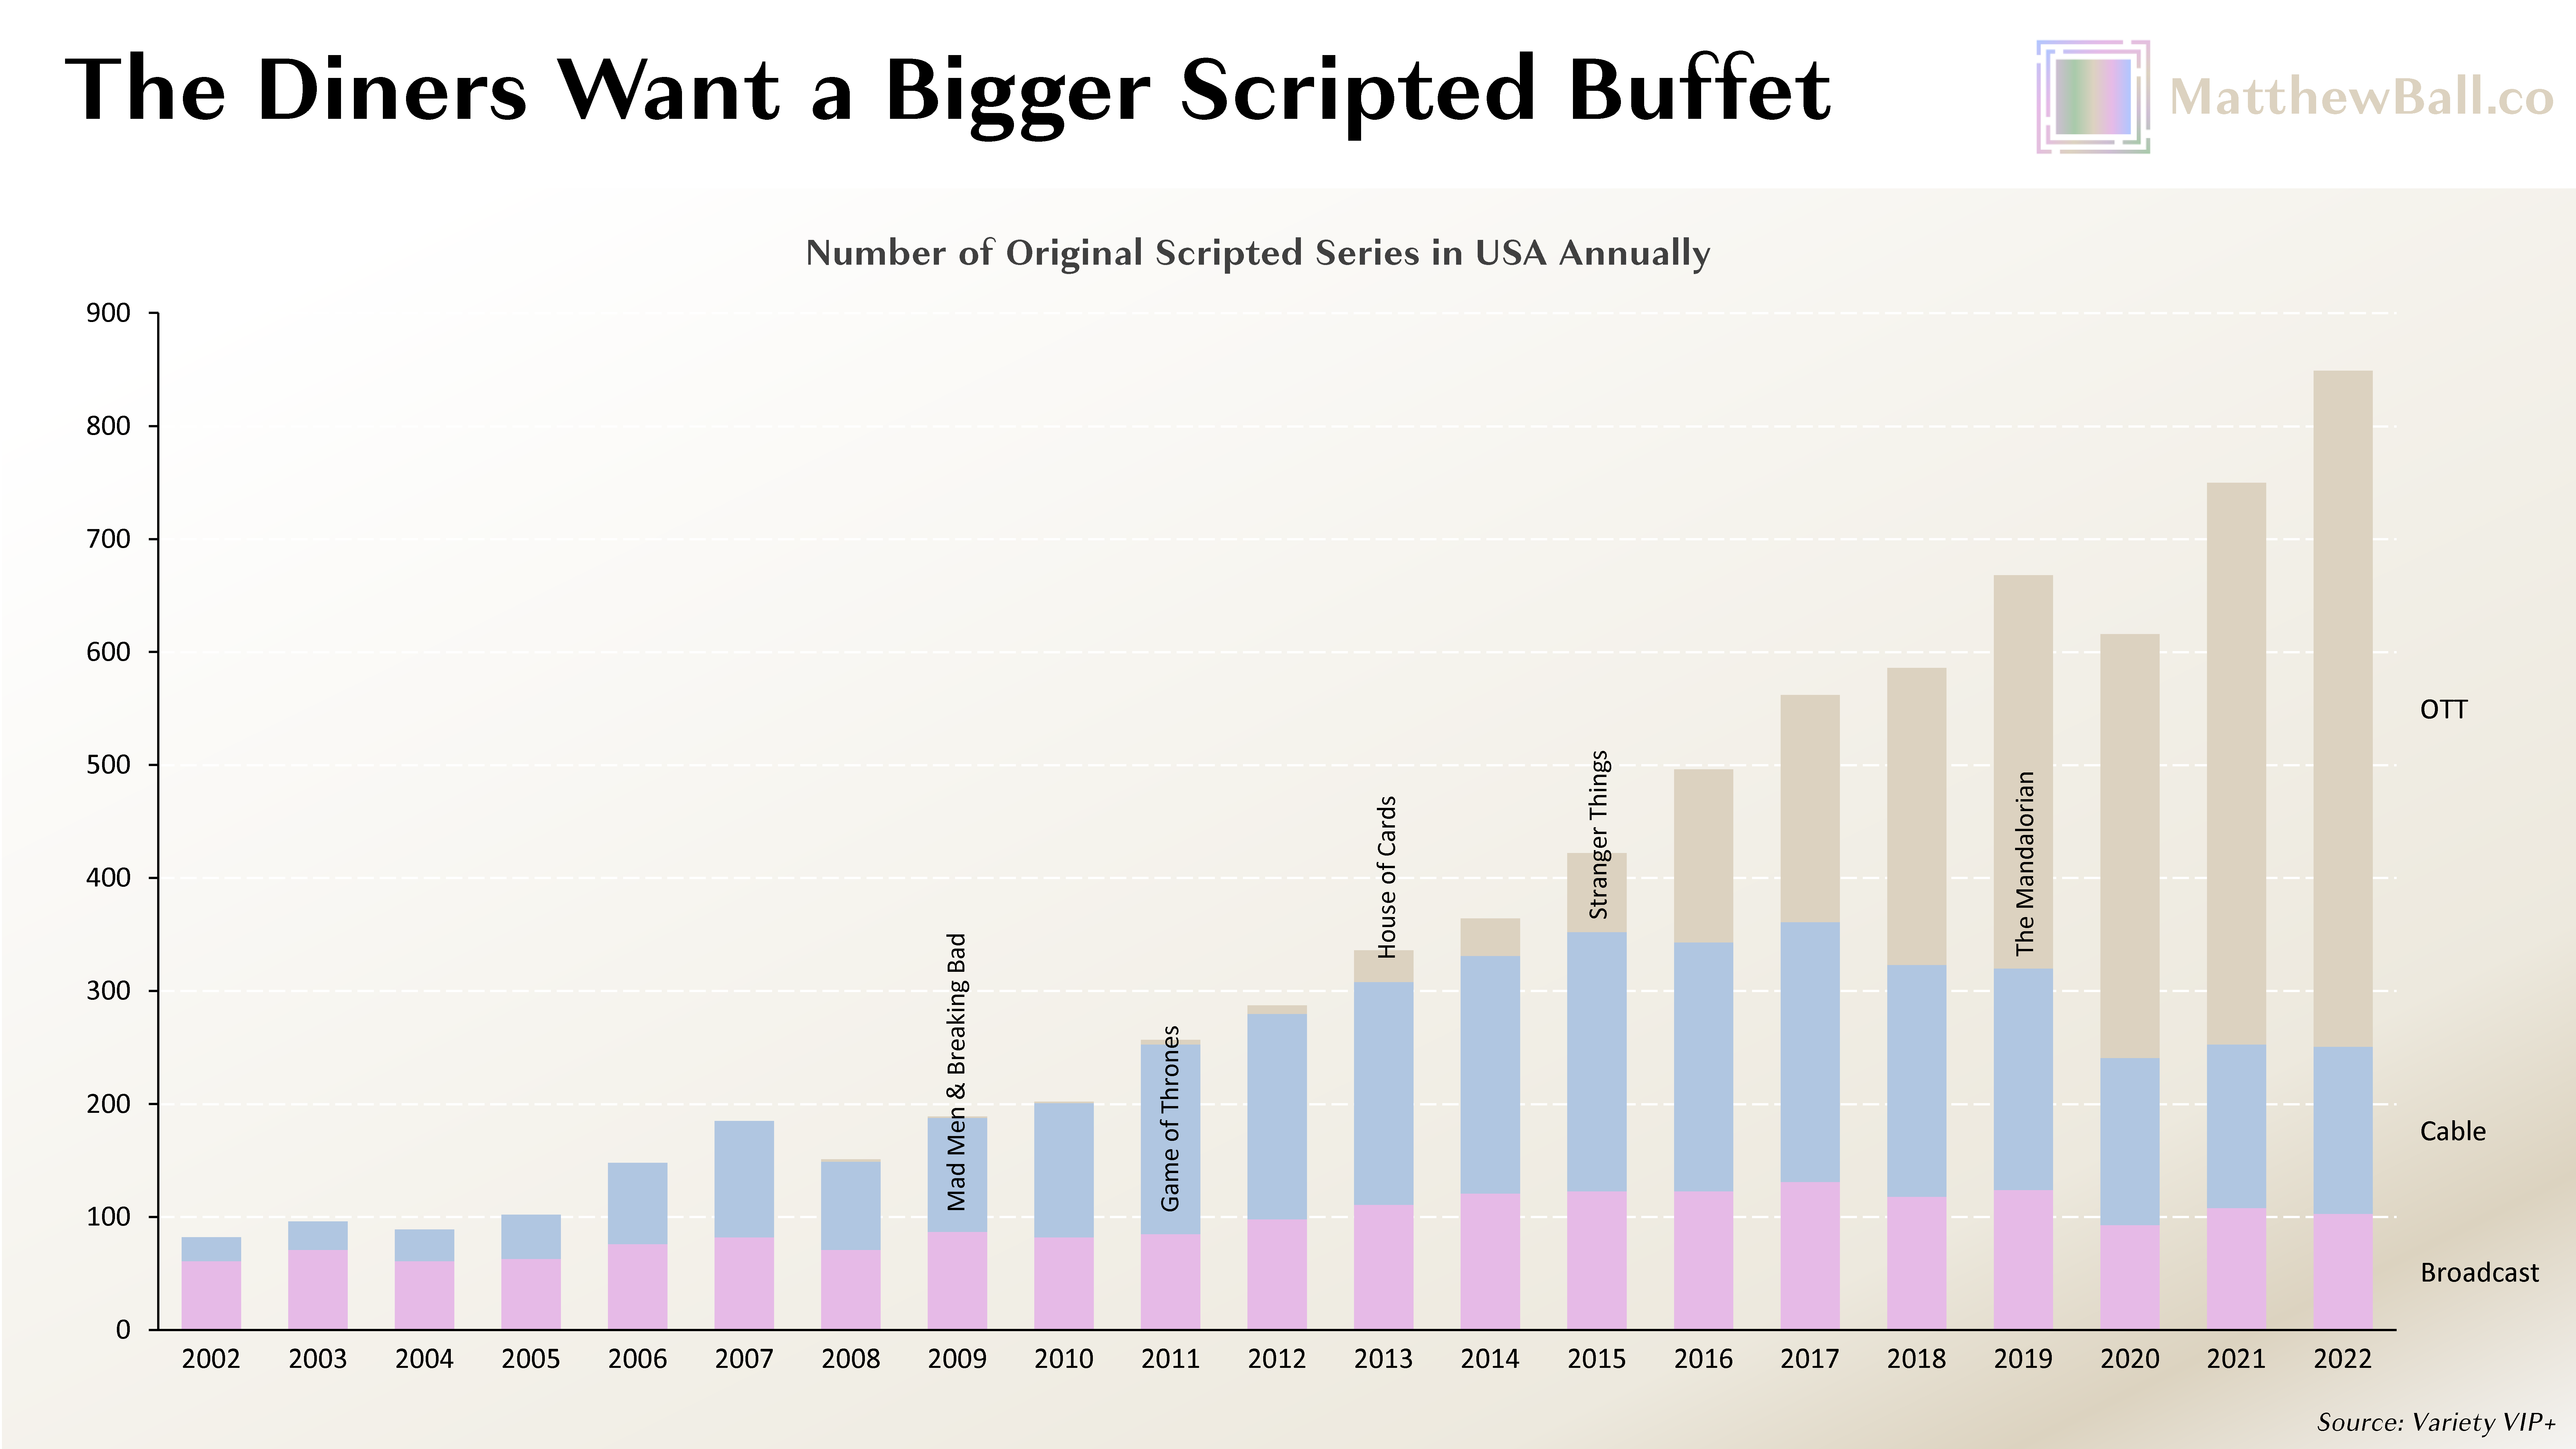 The Diners Want a Bigger Scripted Buffet
MatthewBall.co
Number of Original Scripted Series in USA Annually
900
800
700
600
500
400
300
200
100
0
Mad Men & Breaking Bad
Game of Thrones
House of Cards
Stranger Things
The Mandalorian
OTT
Cable
Broadcast
2002 2003 2004 2005 2006 2007 2008 2009 2010 2011 2012 2013 2014 2015 2016 2017 2018 2019 2020 2021 2022
Source: Variety VIP+